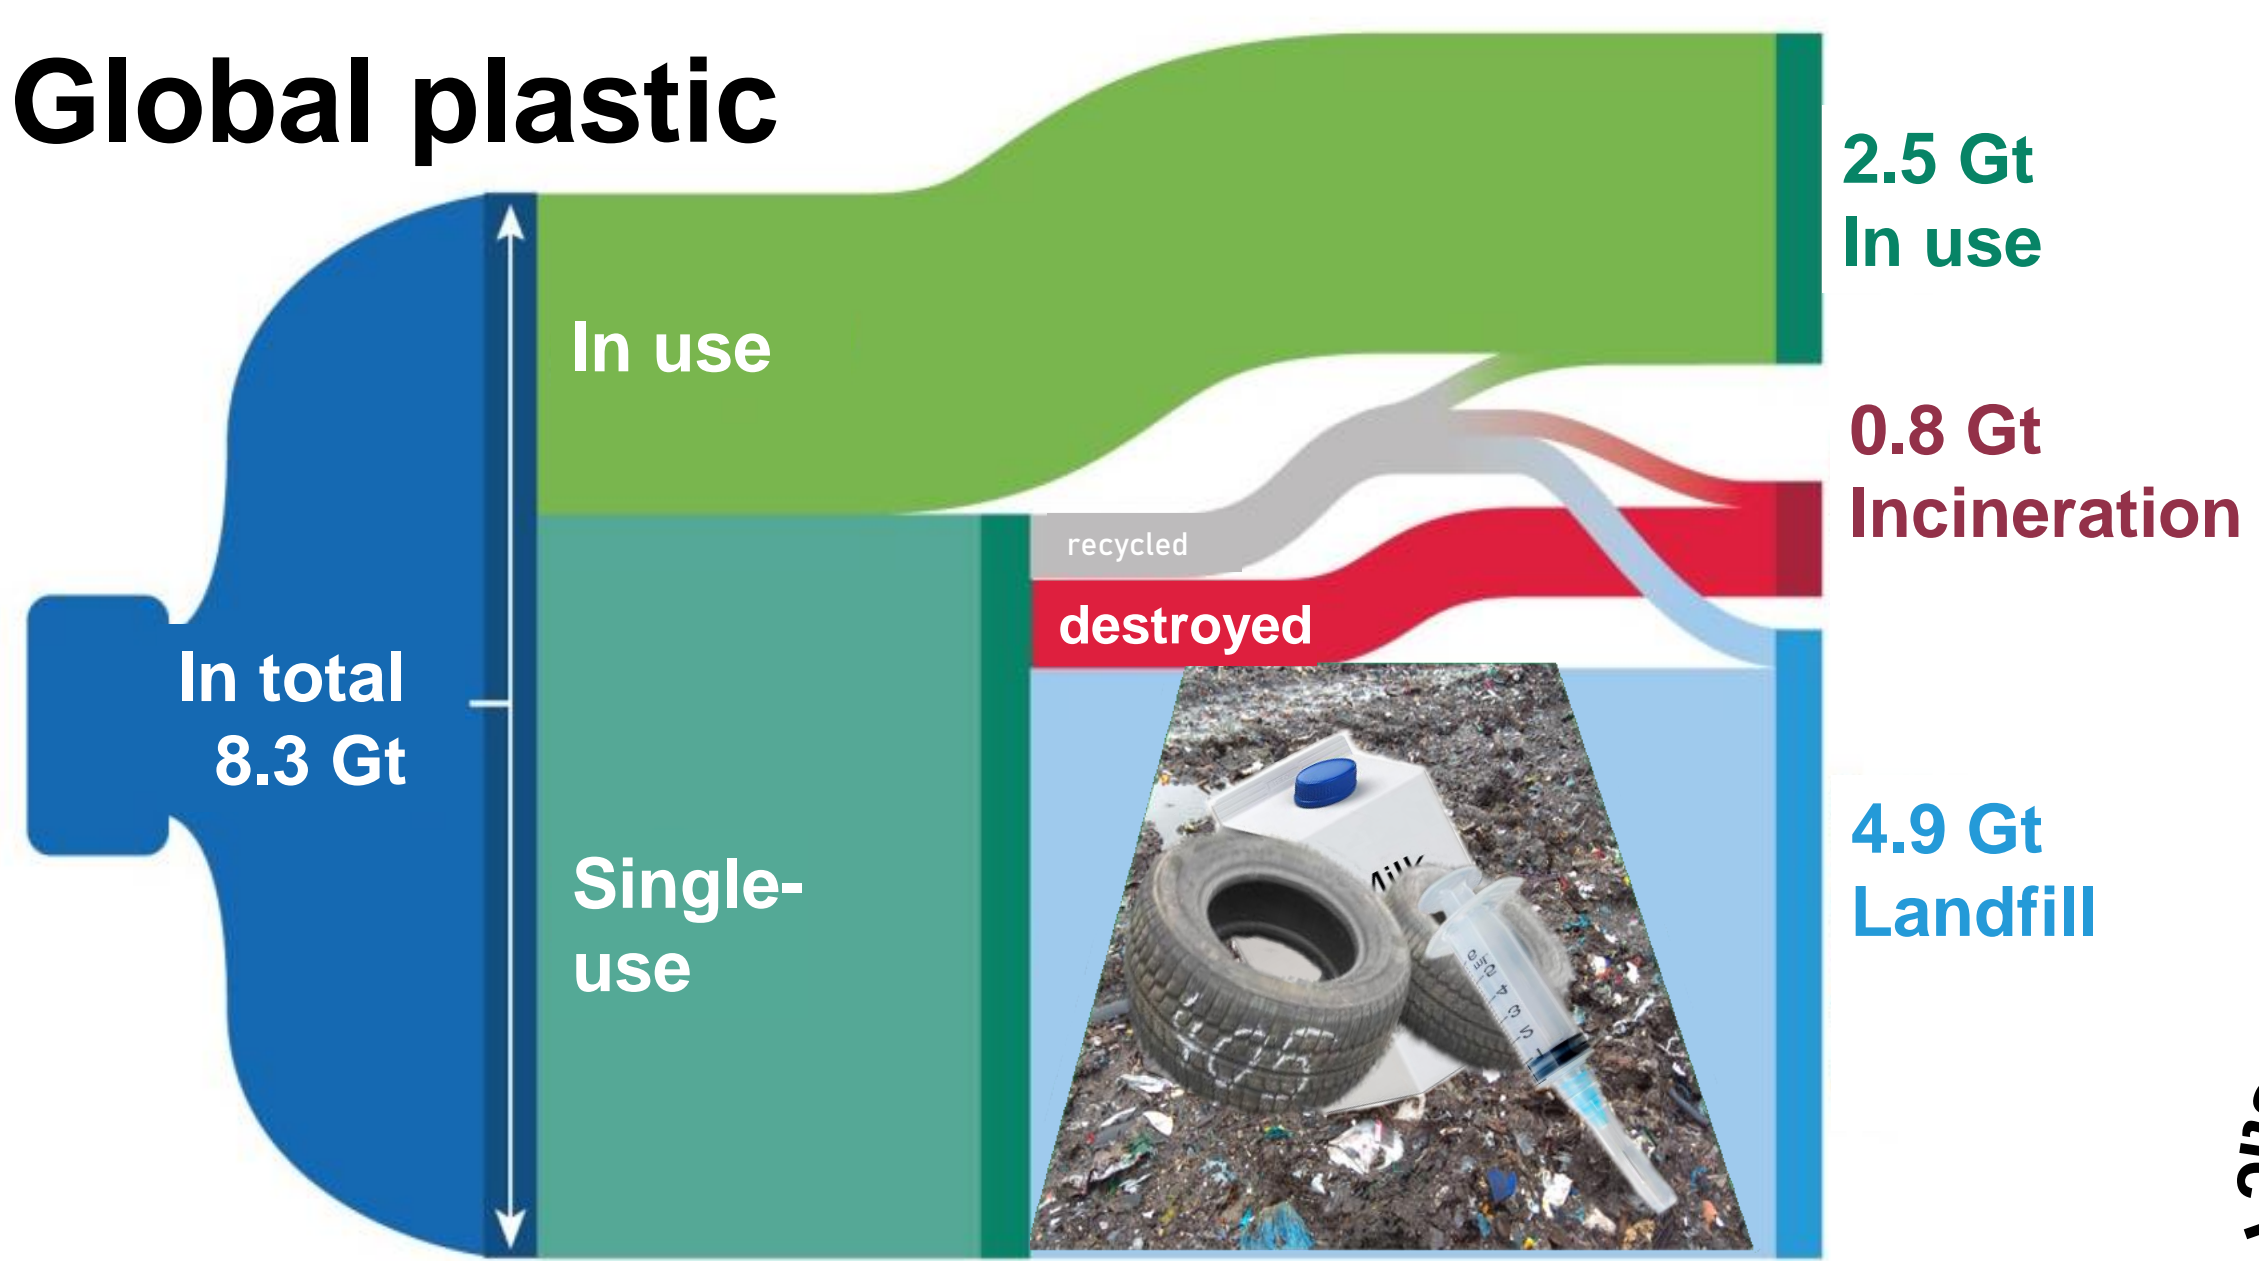 Global plastic
2.5 Gt
In use
In use
0.8 Gt
Incineration
recycled
destroyed
In total
8.3 Gt
4.9 Gt
Landfill
Single-
use
Milk